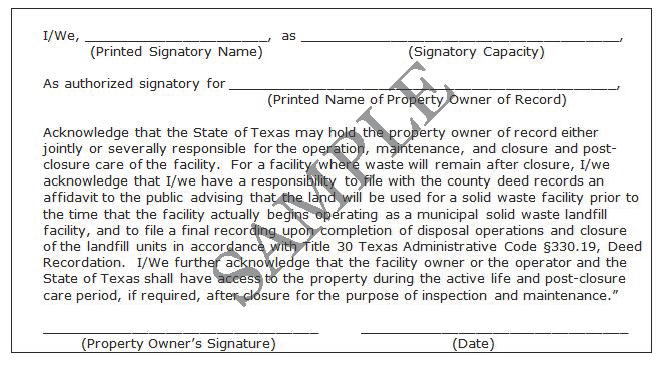 I/We, ______________________, as ______________________________________,
(Printed Signatory Name) (Signatory Capacity)
As authorized signatory for ______________________________________________,
(Printed Name of Property Owner of Record)
Acknowledge that the State of Texas may hold the property owner of record either
jointly or severally responsible for the operation, maintenance, and closure and post-
closure care of the facility. For a facility where waste will remain after closure, I/we
acknowledge that I/we have a responsibility to file with the county deed records an
affidavit to the public advising that the land will be used for a solid waste facility prior to
the time that the facility actually begins operating as a municipal solid waste landfill
facility, and to file a final recording upon completion of disposal operations and closure
of the landfill units in accordance with Title 30 Texas Administrative Code §330.19, Deed
Recordation. I/We further acknowledge that the facility owner or the operator and the
State of Texas shall have access to the property during the active life and post-closure
care period, if required, after closure for the purpose of inspection and maintenance.”
_________________________________ ________________________________
(Property Owner’s Signature) (Date)
SAMPLE